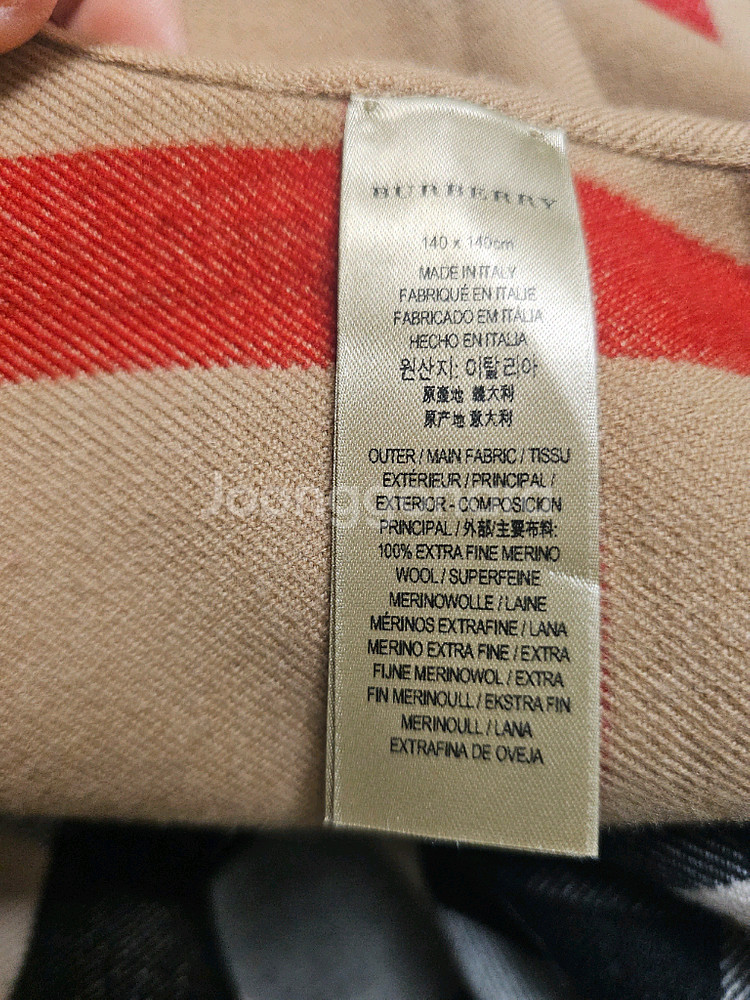 BURBERRY
140 x 140cm
MADE IN ITALY
FABRIQUÉ EN ITALIE
FABRICADO EM ITÁLIA
HECHO EN ITALIA
원산지: 이탈리아
原產地 義大利
原产地 意大利
OUTER / MAIN FABRIC / TISSU
EXTÉRIEUR / PRINCIPAL /
EXTERIOR - COMPOSICION
PRINCIPAL / 外部/主要布料:
100% EXTRA FINE MERINO
WOOL / SUPERFEINE
MERINOWOLLE / LAINE
MÉRINOS EXTRAFINE / LANA
MERINO EXTRA FINE / EXTRA
FIJNE MERINOWOL / EXTRA
FIN MERINOULL / EKSTRA FIN
MERINOULL / LANA
EXTRAFINA DE OVEJA